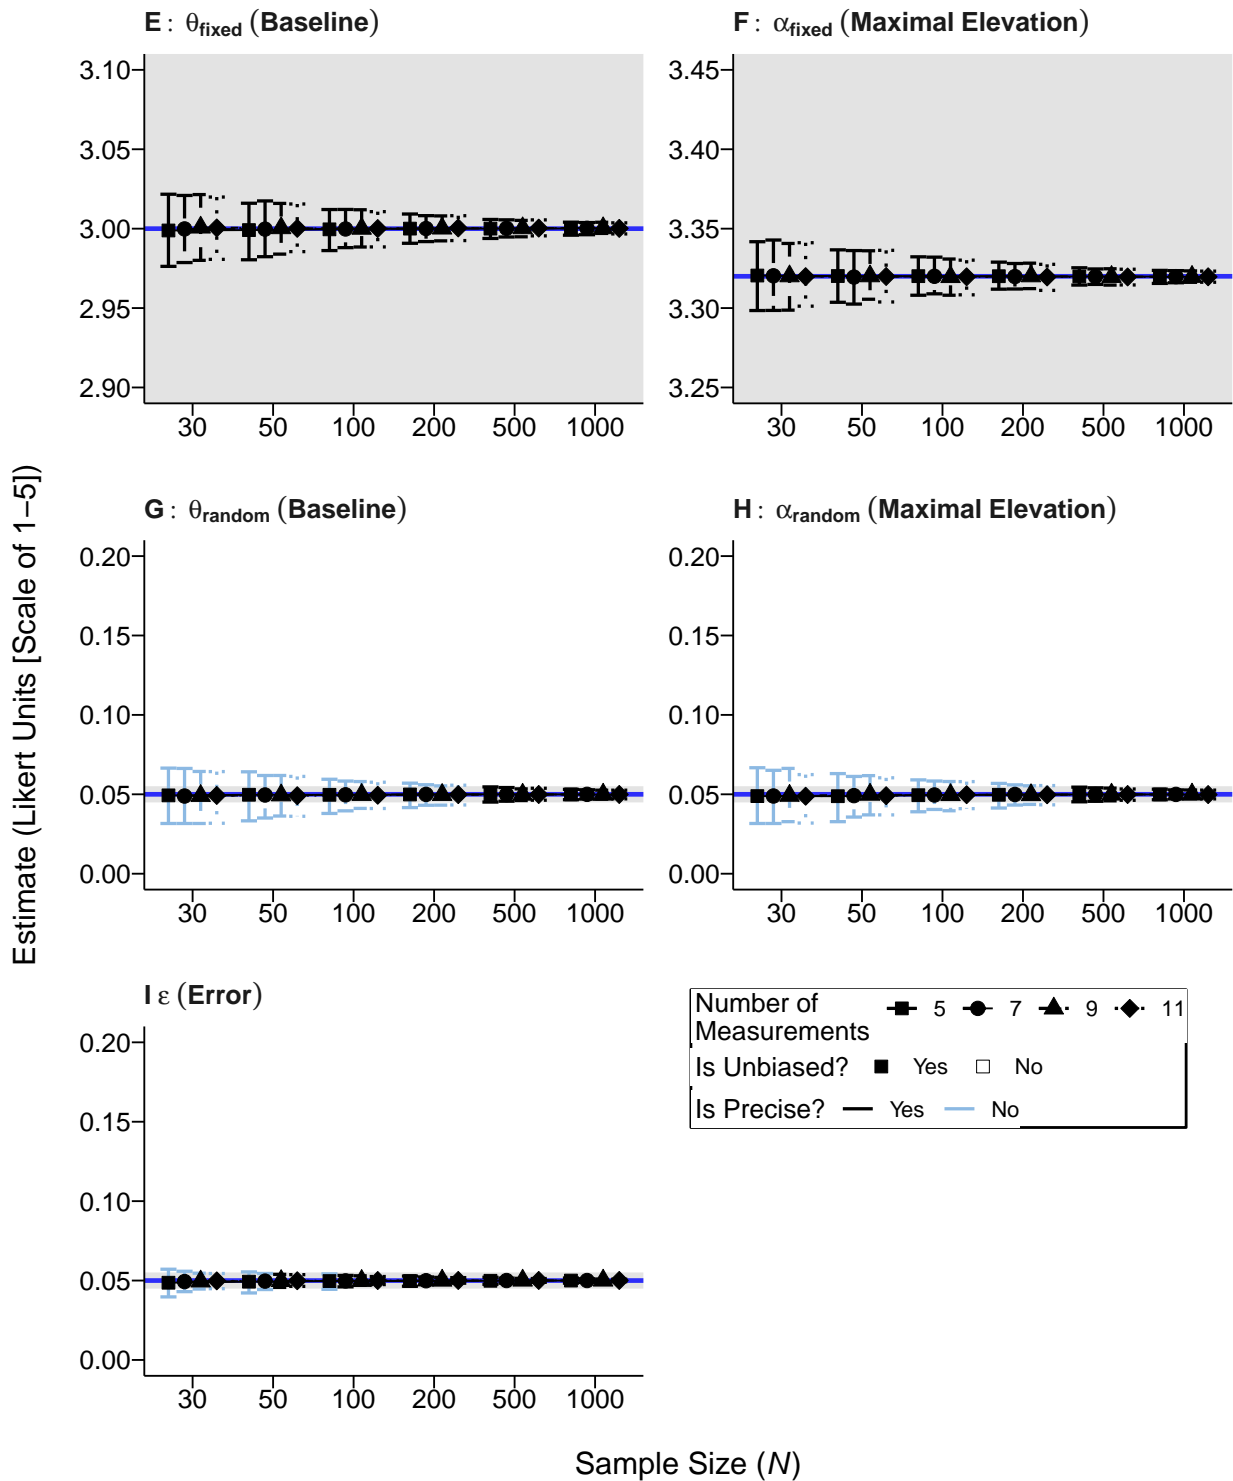 E : θfixed (Baseline)
3.10
3.05
3.00
2.95
2.90
30 50 100 200 500 1000
F : αfixed (Maximal Elevation)
3.45
3.40
3.35
3.30
3.25
30 50 100 200 500 1000
Estimate (Likert Units [Scale of 1−5])
G : θrandom (Baseline)
0.20
0.15
0.10
0.05
0.00
30 50 100 200 500 1000
H : αrandom (Maximal Elevation)
0.20
0.15
0.10
0.05
0.00
30 50 100 200 500 1000
I ε (Error)
0.20
0.15
0.10
0.05
0.00
30 50 100 200 500 1000
Number of
Measurements 5 7 9 11
Is Unbiased? Yes No
Is Precise? Yes No
Sample Size (N)